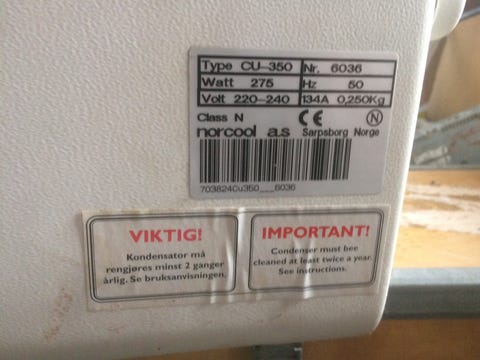 Type CU-350 Nr. 6036
Watt 275 Hz 50
Volt 220-240 134A 0,250Kg
Class N CE N
norcool a.s Sarpsborg Norge
7038240u350___6036
VIKTIG!
Kondensator må
rengjøres minst 2 ganger
årlig. Se bruksanvisningen.
IMPORTANT!
Condenser must bee
cleaned at least twice a year.
See instructions.